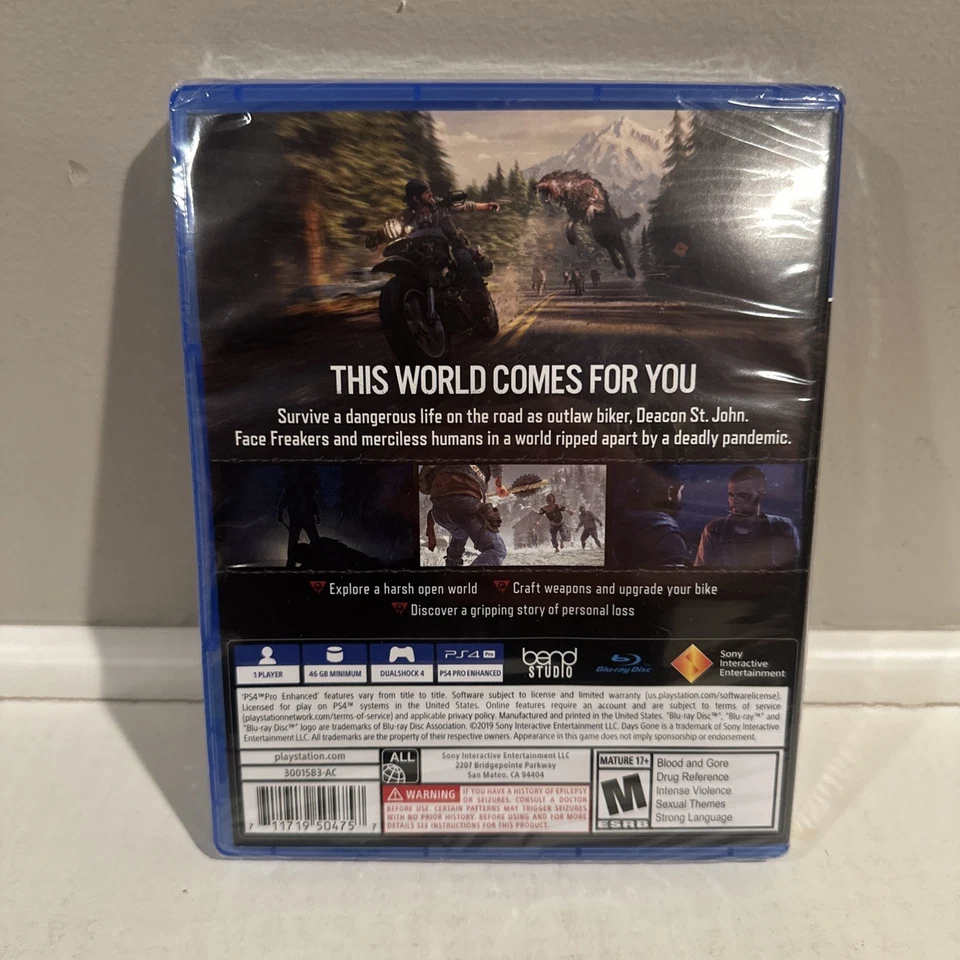 THIS WORLD COMES FOR YOU
Survive a dangerous life on the road as outlaw biker, Deacon St. John.
Face Freakers and merciless humans in a world ripped apart by a deadly pandemic.
Explore a harsh open world
Craft weapons and upgrade your bike
Discover a gripping story of personal loss
1 PLAYER
46 GB MINIMUM
DUALSHOCK 4
PS4 Pro
PS4 PRO ENHANCED
bend
STUDIO
Blu-ray Disc
Sony
Interactive
Entertainment
'PS4™Pro Enhanced' features vary from title to title. Software subject to license and limited warranty (us.playstation.com/softwarelicense).
Licensed for play on PS4™ systems in the United States. Online features require an account and are subject to terms of service
(playstationnetwork.com/terms-of-service) and applicable privacy policy. Manufactured and printed in the United States. "Blu-ray Disc™", "Blu-ray™" and
"Blu-ray Disc™" logo are trademarks of Blu-ray Disc Association. ©2019 Sony Interactive Entertainment LLC. Days Gone is a trademark of Sony Interactive
Entertainment LLC. All trademarks are the property of their respective owners. Appearance in this game does not imply sponsorship or endorsement.
playstation.com
3001583-AC
7 11719 50475 7
ALL
Sony Interactive Entertainment LLC
2207 Bridgepointe Parkway
San Mateo, CA 94404
WARNING IF YOU HAVE A HISTORY OF EPILEPSY
OR SEIZURES, CONSULT A DOCTOR
BEFORE USE. CERTAIN PATTERNS MAY TRIGGER SEIZURES
WITH NO PRIOR HISTORY. BEFORE USING AND FOR MORE
DETAILS SEE INSTRUCTIONS FOR THIS PRODUCT.
MATURE 17+
M
ESRB
Blood and Gore
Drug Reference
Intense Violence
Sexual Themes
Strong Language